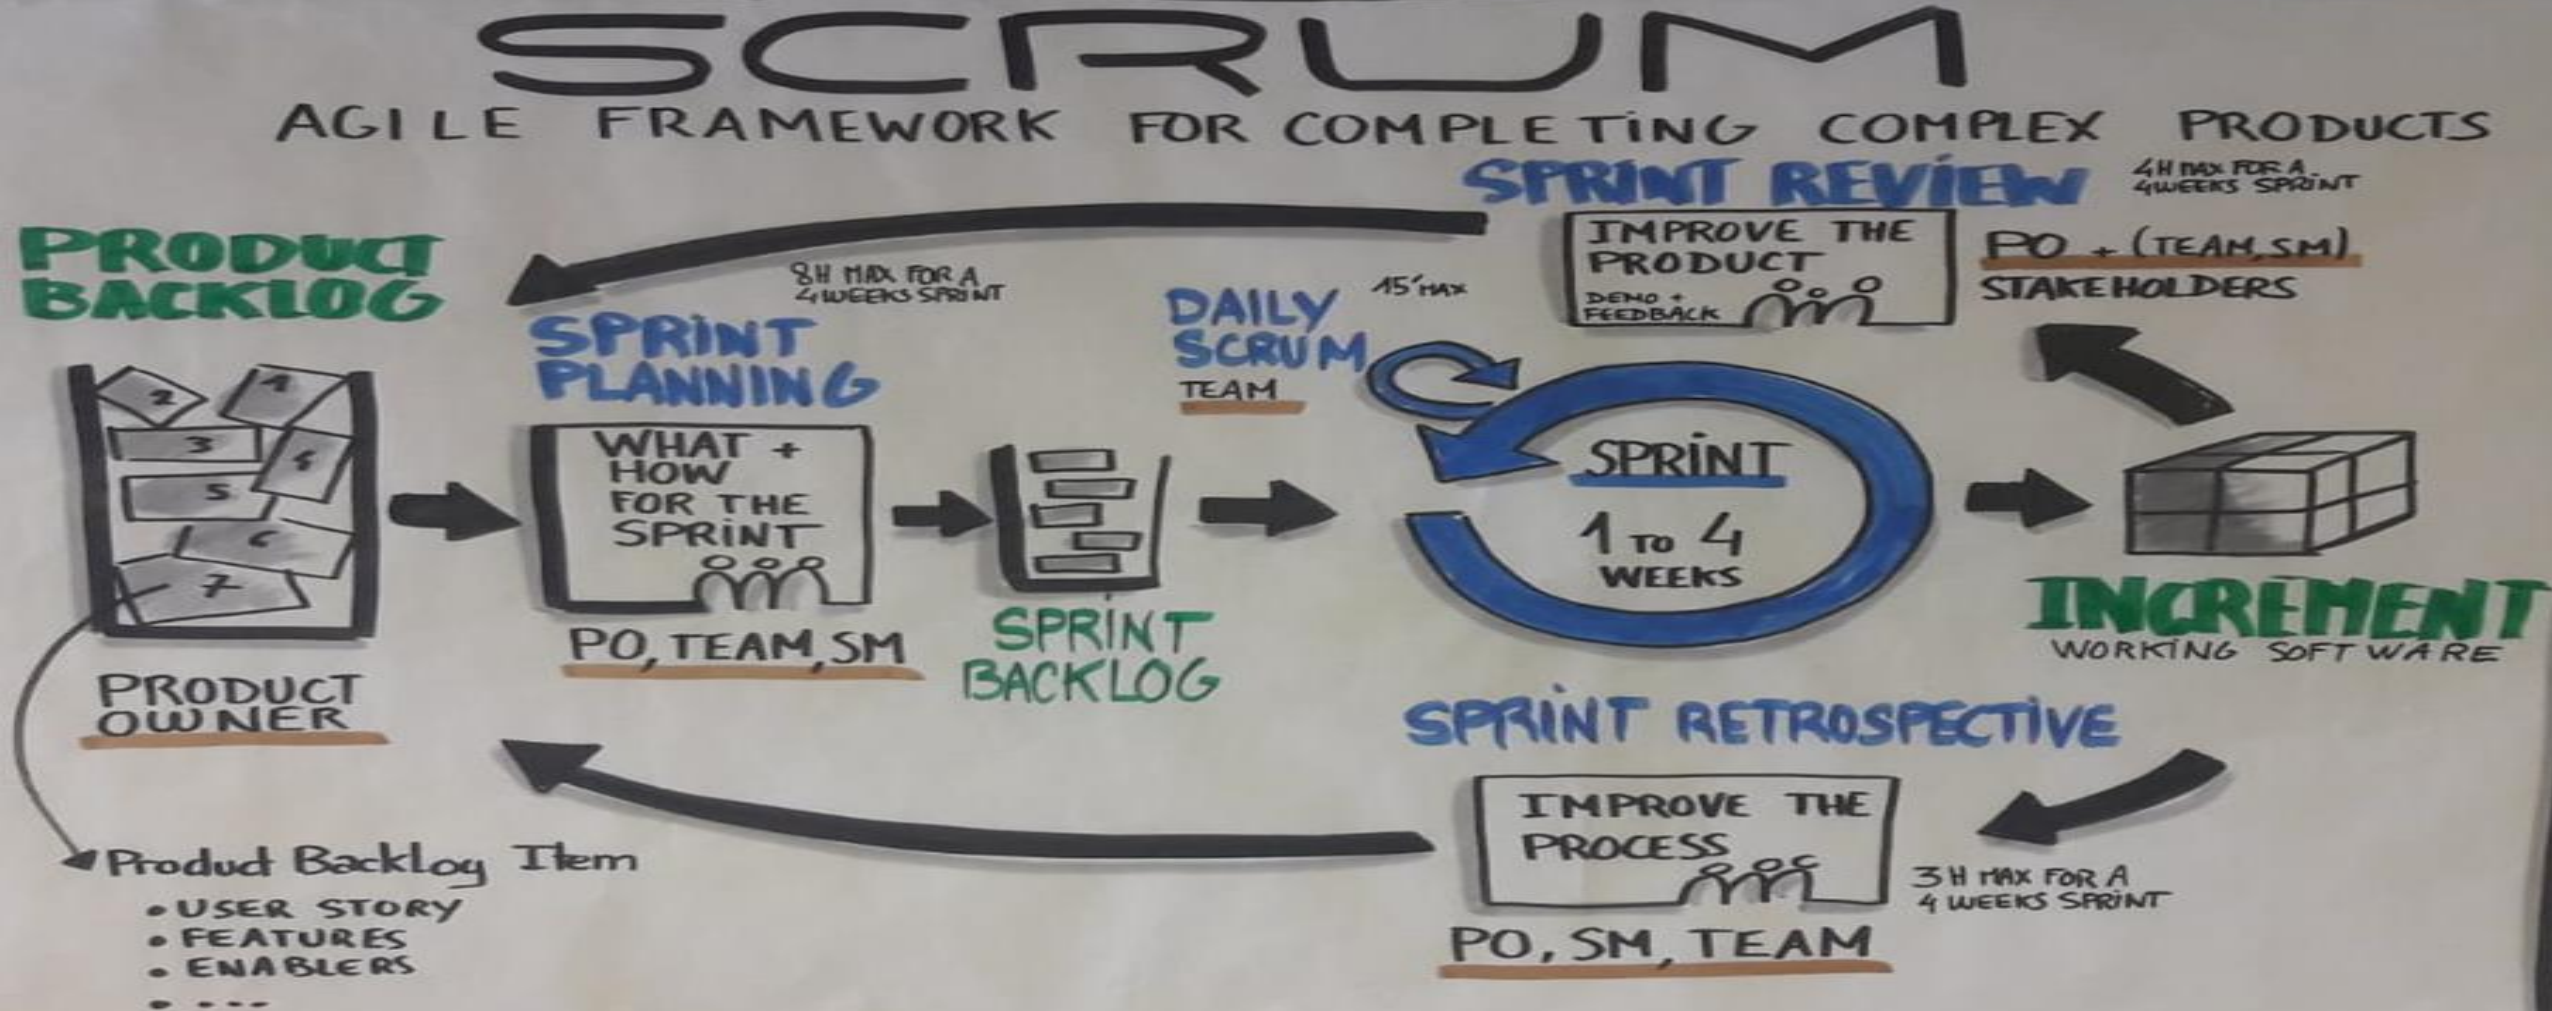 SCRUM
AGILE FRAMEWORK FOR COMPLETING COMPLEX PRODUCTS
SPRINT REVIEW
4H MAX FOR A
4WEEKS SPRINT
IMPROVE THE
PRODUCT
DEMO +
FEEDBACK
PO + (TEAM,SM)
STAKEHOLDERS
PRODUCT
BACKLOG
2
1
3
4
5
6
7
PRODUCT
OWNER
8H MAX FOR A
4WEEKS SPRINT
SPRINT
PLANNING
WHAT +
HOW
FOR THE
SPRINT
PO, TEAM, SM
SPRINT
BACKLOG
DAILY
SCRUM
TEAM
15' MAX
SPRINT
1 TO 4
WEEKS
INCREMENT
WORKING SOFTWARE
SPRINT RETROSPECTIVE
IMPROVE THE
PROCESS
3H MAX FOR A
4 WEEKS SPRINT
PO, SM, TEAM
Product Backlog Item
• USER STORY
• FEATURES
• ENABLERS
• ...